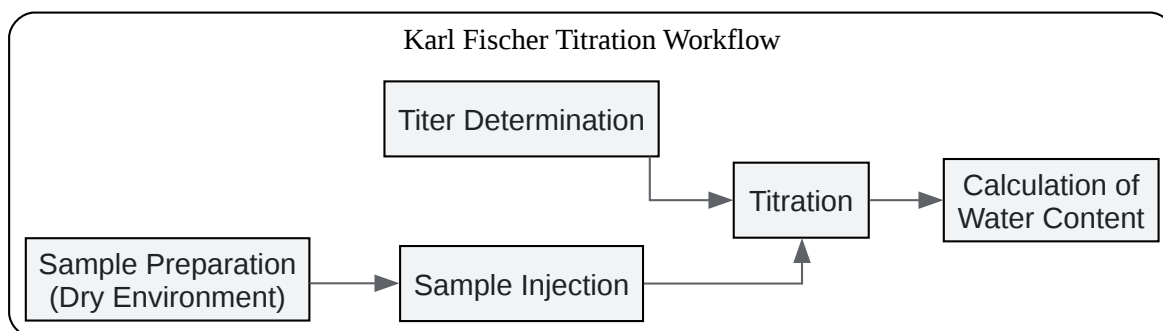 Karl Fischer Titration Workflow
Titer Determination
Titration
Calculation of
Water Content
Sample Preparation
(Dry Environment)
Sample Injection